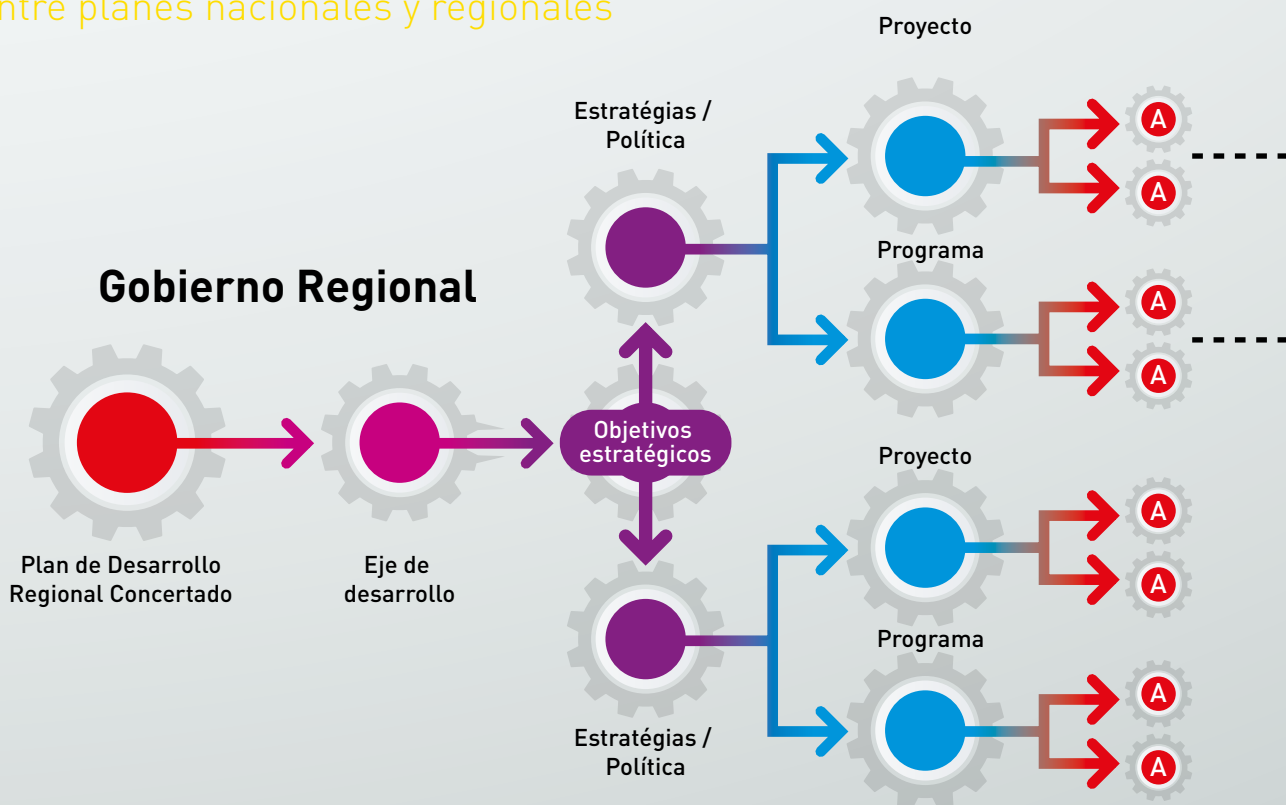 entre planes nacionales y regionales
Proyecto
Estratégias /
Política
A
A
Programa
Gobierno Regional
A
A
Objetivos
estratégicos
Plan de Desarrollo
Regional Concertado
Eje de
desarrollo
Proyecto
A
A
Programa
Estratégias /
Política
A
A